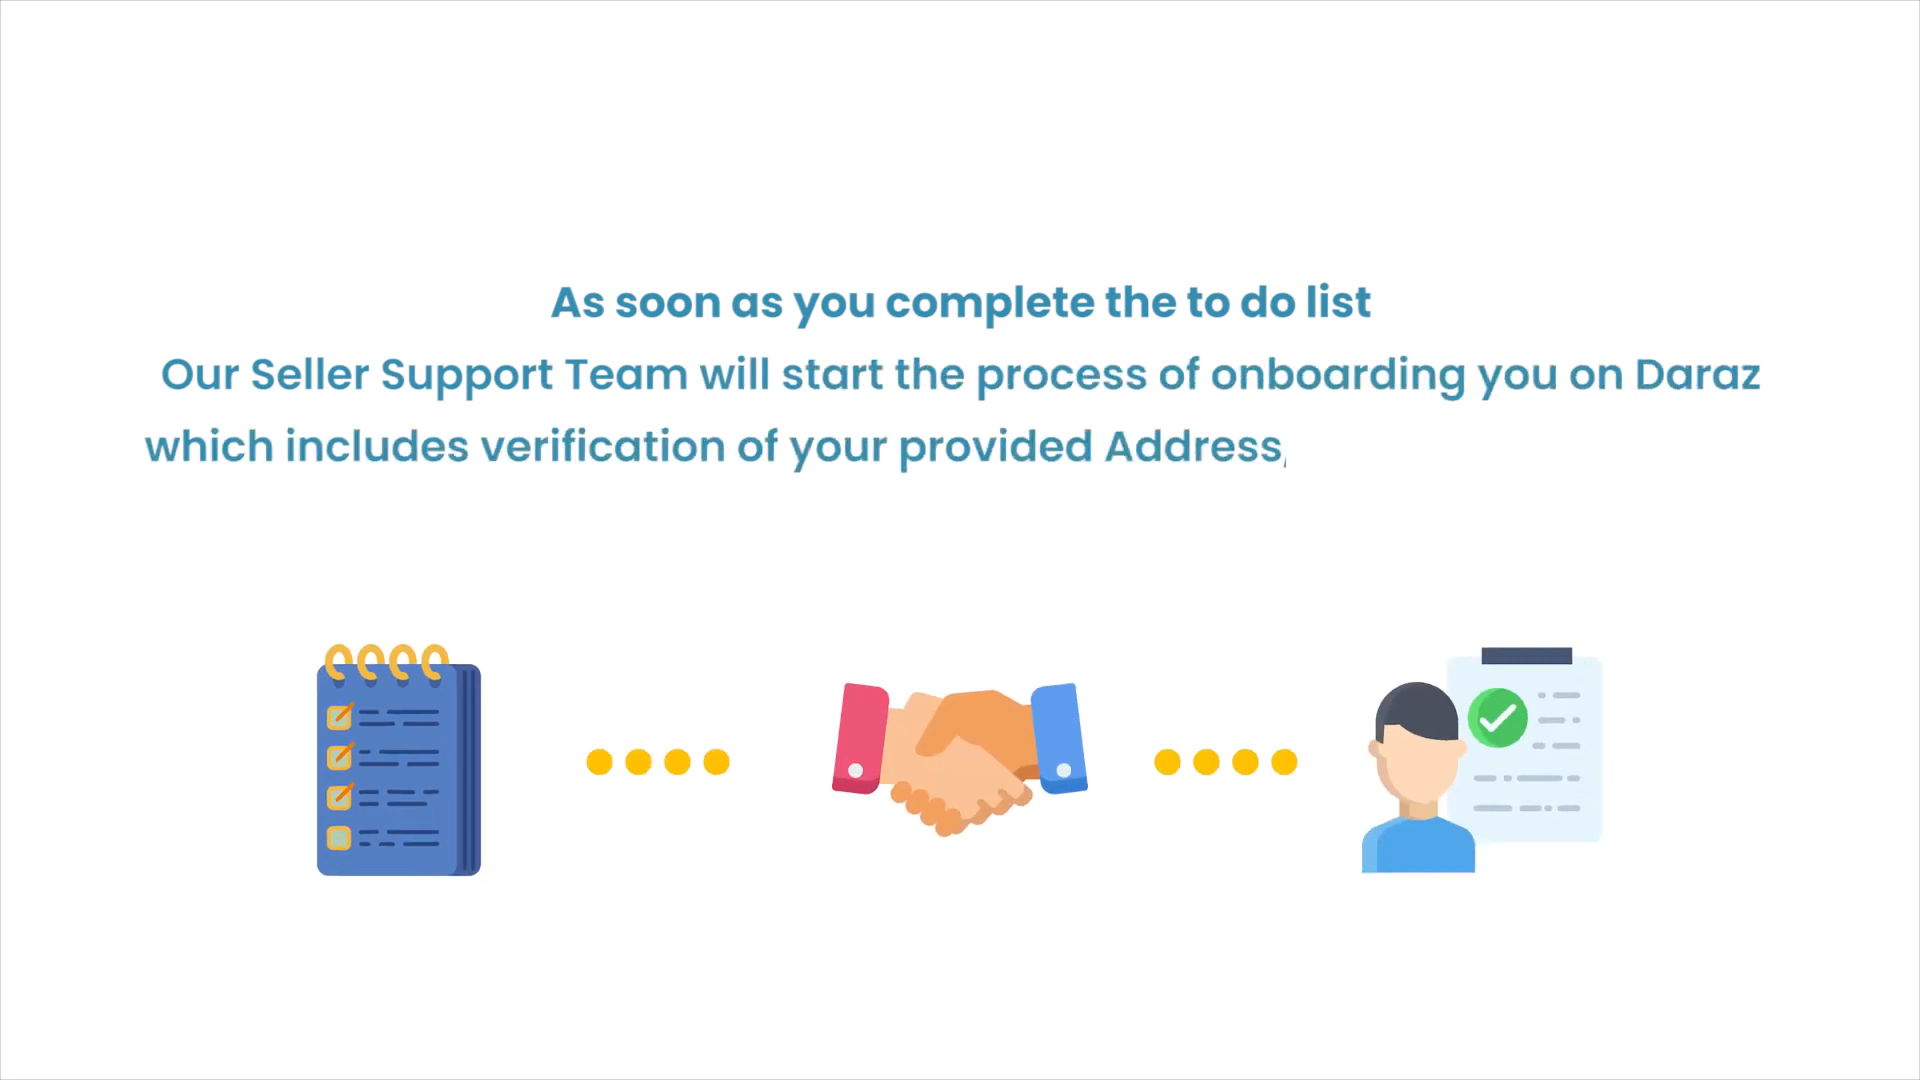 As soon as you complete the to do list
Our Seller Support Team will start the process of onboarding you on Daraz
which includes verification of your provided Address,